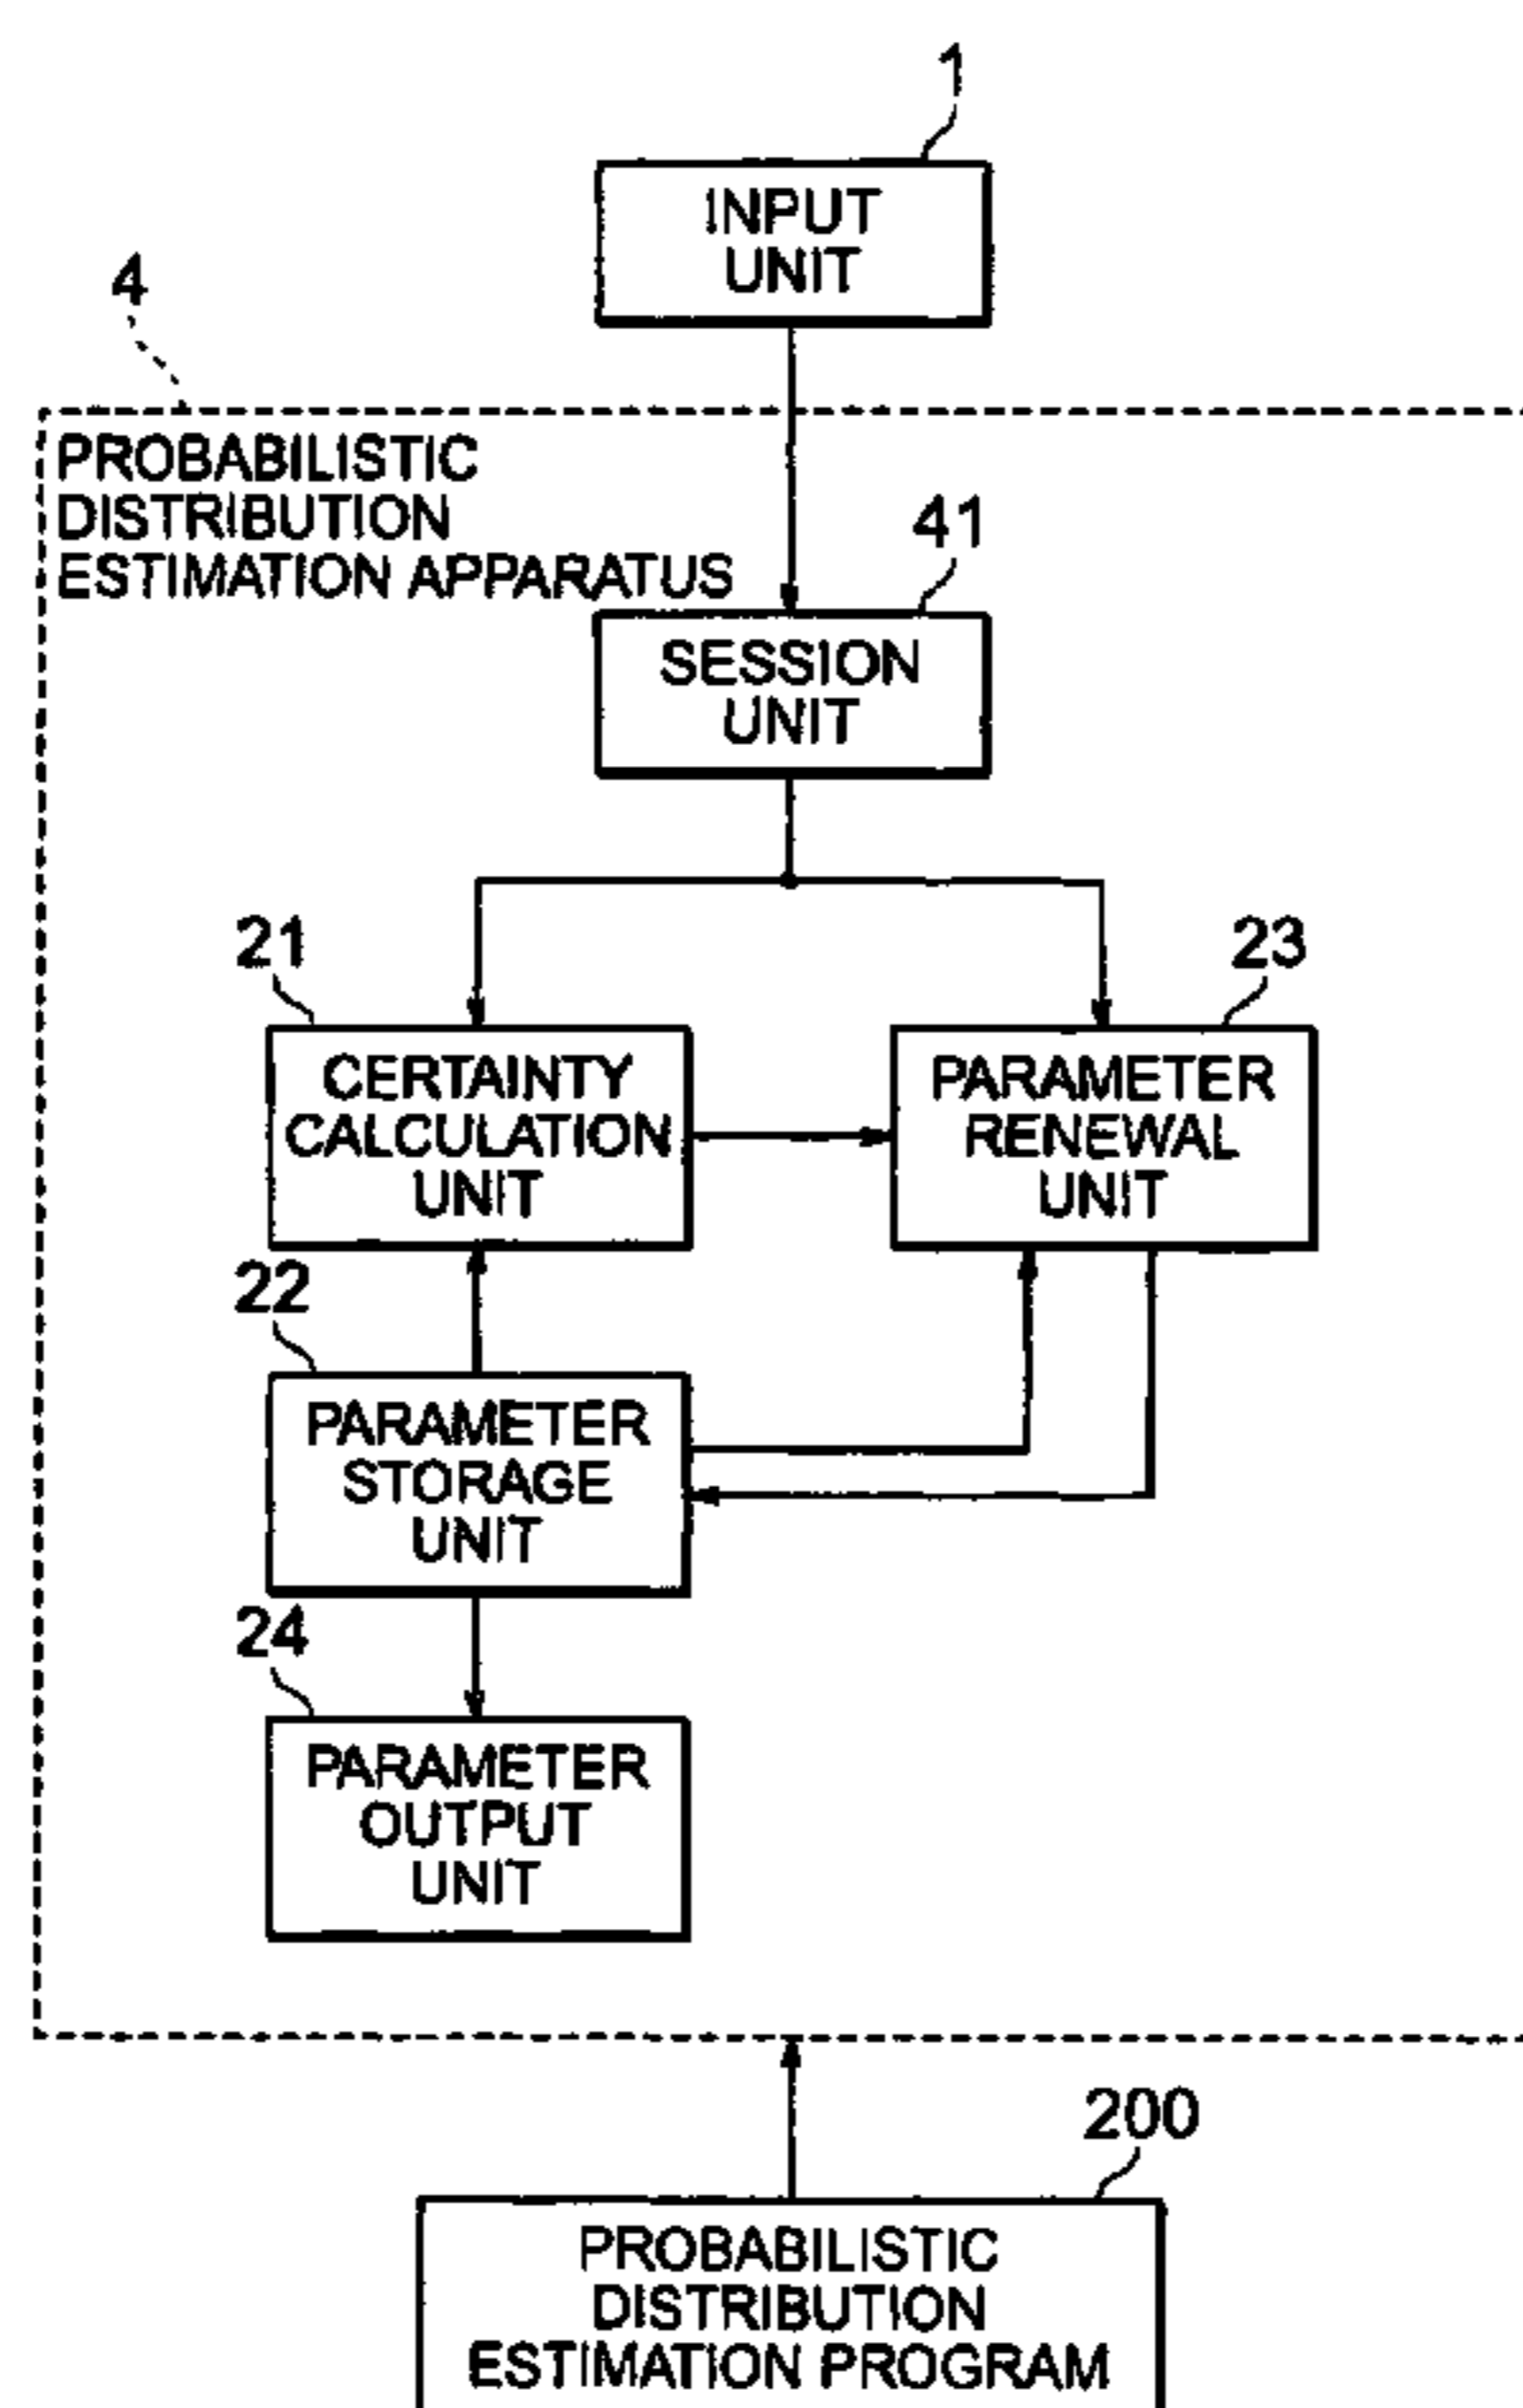 1
INPUT
UNIT
4
PROBABILISTIC
DISTRIBUTION
ESTIMATION APPARATUS
41
SESSION
UNIT
21
23
CERTAINTY
CALCULATION
UNIT
PARAMETER
RENEWAL
UNIT
22
PARAMETER
STORAGE
UNIT
24
PARAMETER
OUTPUT
UNIT
200
PROBABILISTIC
DISTRIBUTION
ESTIMATION PROGRAM